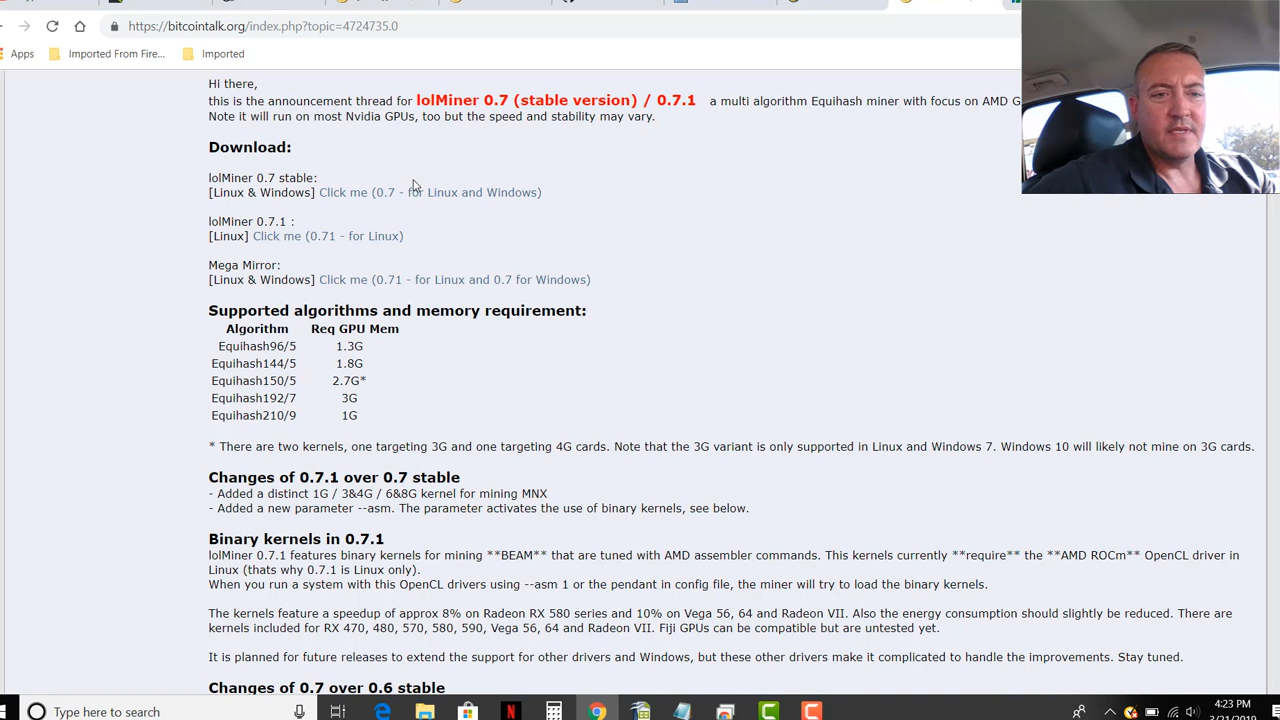 https://bitcointalk.org/index.php?topic=4724735.0
Apps Imported From Fire... Imported
Hi there,
this is the announcement thread for lolMiner 0.7 (stable version) / 0.7.1 a multi algorithm Equihash miner with focus on AMD G
Note it will run on most Nvidia GPUs, too but the speed and stability may vary.
Download:
lolMiner 0.7 stable:
[Linux & Windows] Click me (0.7 - for Linux and Windows)
lolMiner 0.7.1 :
[Linux] Click me (0.71 - for Linux)
Mega Mirror:
[Linux & Windows] Click me (0.71 - for Linux and 0.7 for Windows)
Supported algorithms and memory requirement:
Algorithm Req GPU Mem
Equihash96/5 1.3G
Equihash144/5 1.8G
Equihash150/5 2.7G*
Equihash192/7 3G
Equihash210/9 1G
* There are two kernels, one targeting 3G and one targeting 4G cards. Note that the 3G variant is only supported in Linux and Windows 7. Windows 10 will likely not mine on 3G cards.
Changes of 0.7.1 over 0.7 stable
- Added a distinct 1G / 3&4G / 6&8G kernel for mining MNX
- Added a new parameter --asm. The parameter activates the use of binary kernels, see below.
Binary kernels in 0.7.1
lolMiner 0.7.1 features binary kernels for mining **BEAM** that are tuned with AMD assembler commands. This kernels currently **require** the **AMD ROCm** OpenCL driver in
Linux (thats why 0.7.1 is Linux only).
When you run a system with this OpenCL drivers using --asm 1 or the pendant in config file, the miner will try to load the binary kernels.
The kernels feature a speedup of approx 8% on Radeon RX 580 series and 10% on Vega 56, 64 and Radeon VII. Also the energy consumption should slightly be reduced. There are
kernels included for RX 470, 480, 570, 580, 590, Vega 56, 64 and Radeon VII. Fiji GPUs can be compatible but are untested yet.
It is planned for future releases to extend the support for other drivers and Windows, but these other drivers make it complicated to handle the improvements. Stay tuned.
Changes of 0.7 over 0.6 stable
Type here to search
4:23 PM
2/21/2019